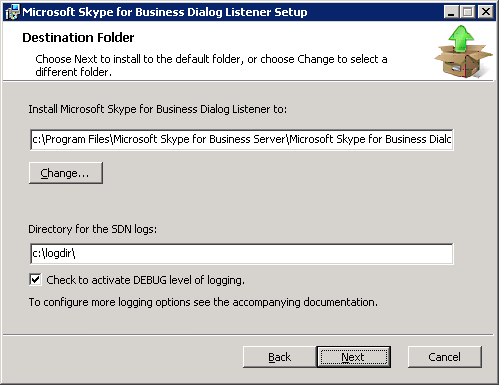 Microsoft Skype for Business Dialog Listener Setup
Destination Folder
Choose Next to install to the default folder, or choose Change to select a
different folder.
Install Microsoft Skype for Business Dialog Listener to:
c:\Program Files\Microsoft Skype for Business Server\Microsoft Skype for Business Dialc
Change...
Directory for the SDN logs:
c:\logdir\
Check to activate DEBUG level of logging.
To configure more logging options see the accompanying documentation.
Back Next Cancel